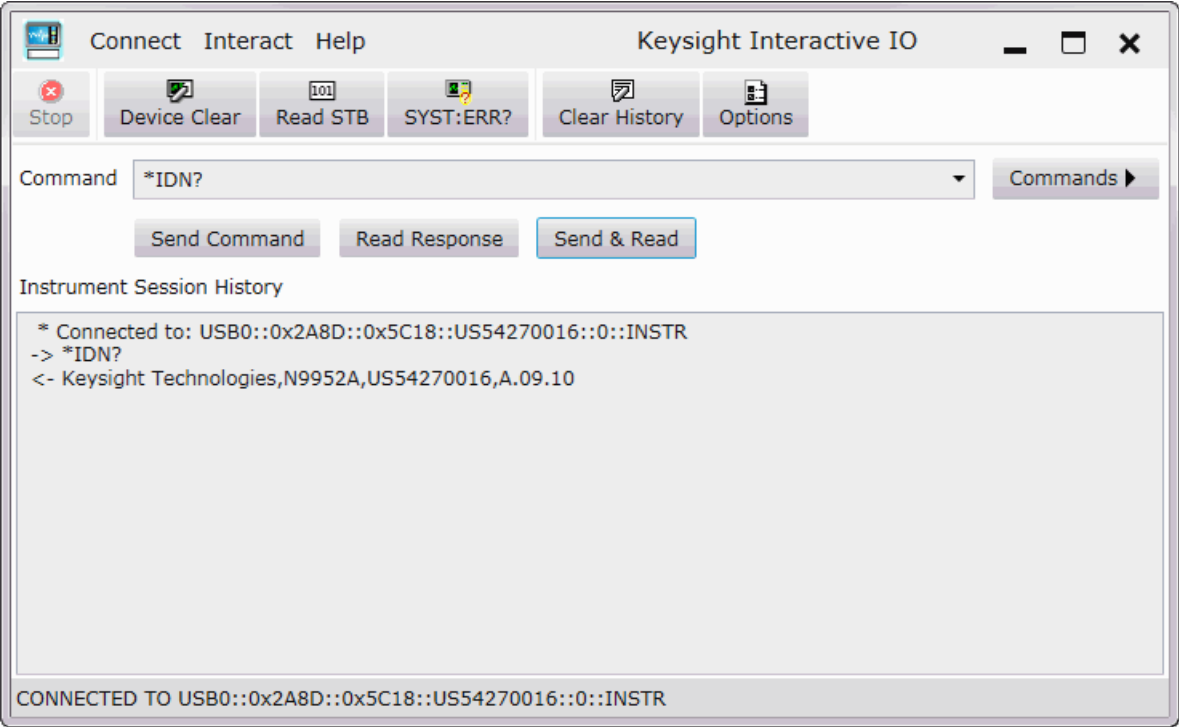 Connect Interact Help Keysight Interactive IO
101
Stop Device Clear Read STB SYST:ERR? Clear History Options
Command *IDN? Commands
Send Command Read Response Send & Read
Instrument Session History
* Connected to: USB0::0x2A8D::0x5C18::US54270016::0::INSTR
-> *IDN?
<- Keysight Technologies,N9952A,US54270016,A.09.10
CONNECTED TO USB0::0x2A8D::0x5C18::US54270016::0::INSTR